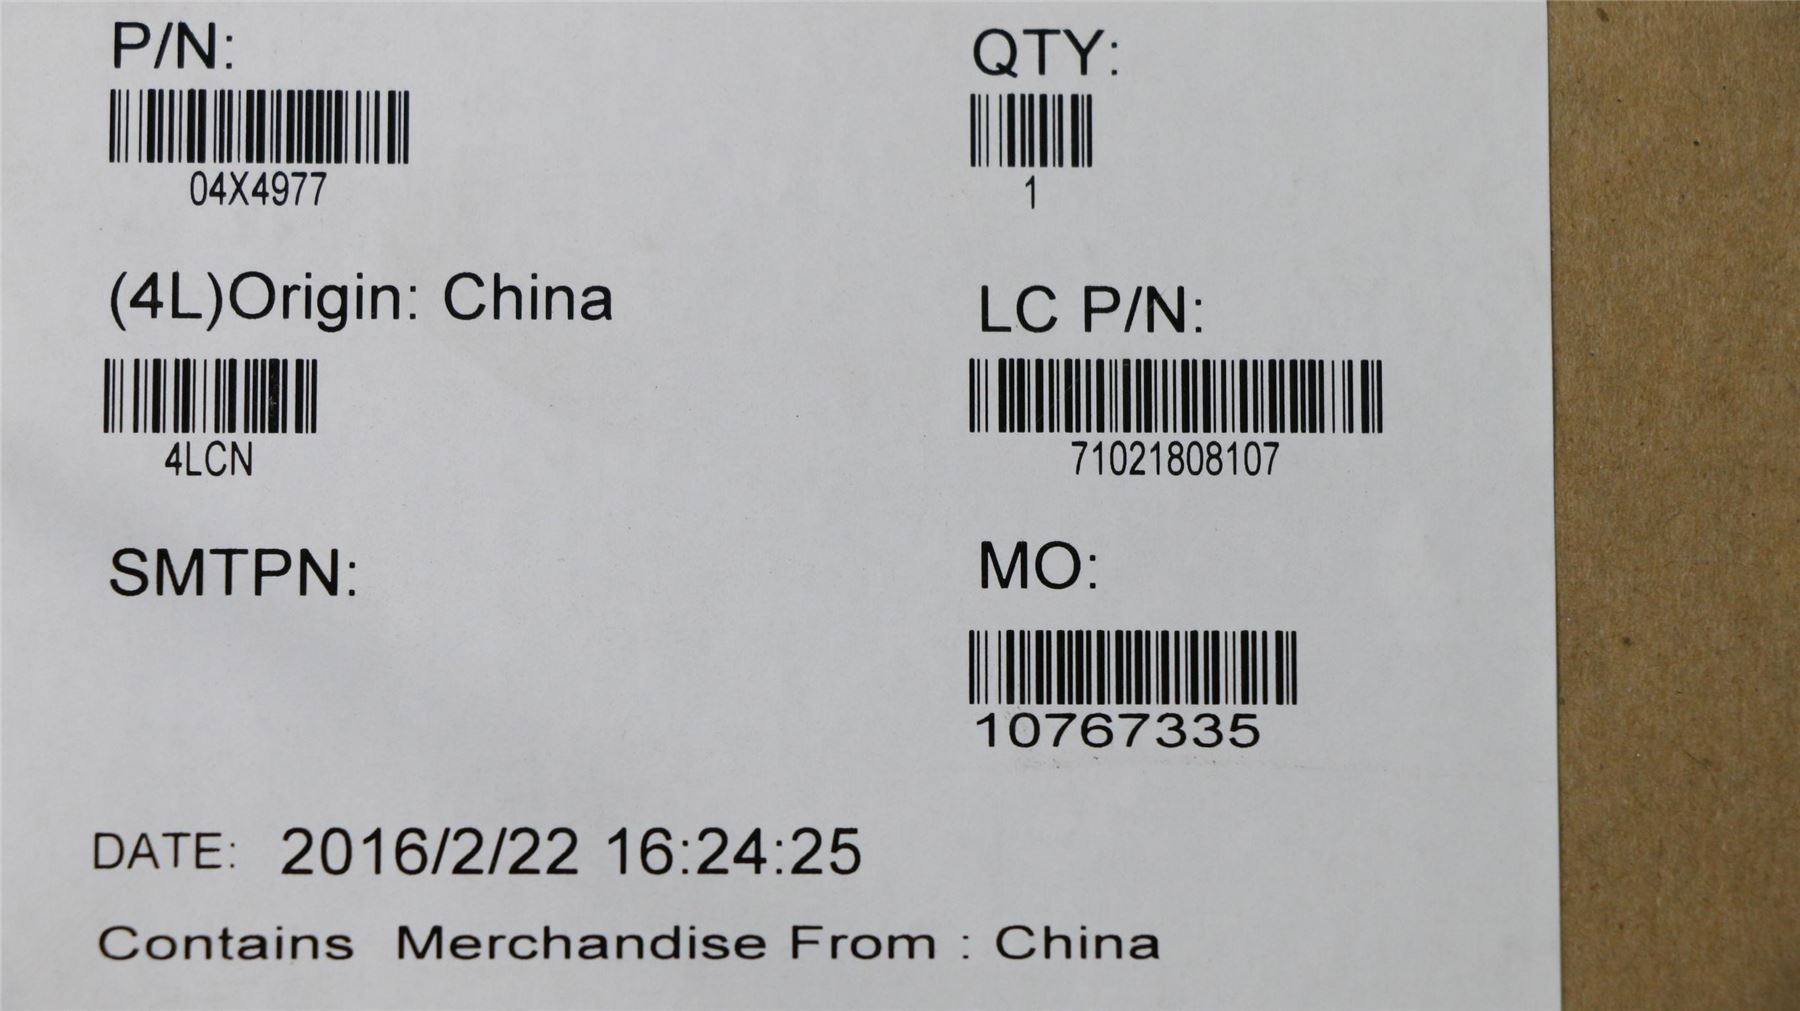 P/N:
04X4977
QTY:
1
(4L)Origin: China
4LCN
LC P/N:
71021808107
SMTPN:
MO:
10767335
DATE: 2016/2/22 16:24:25
Contains Merchandise From : China